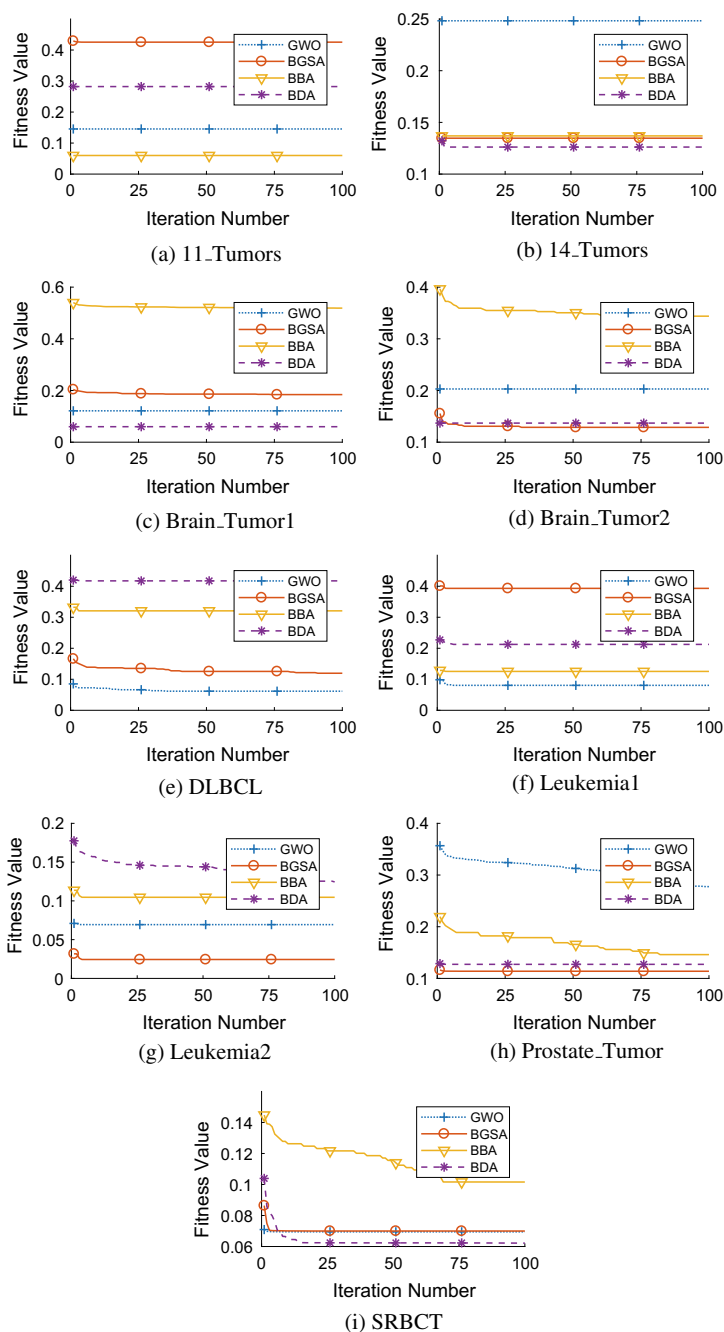 Fitness Value
0.4
0.3
0.2
0.1
0
0 25 50 75 100
GWO
BGSA
BBA
BDA
Iteration Number
(a) 11_Tumors
Fitness Value
0.25
0.2
0.15
0.1
0 25 50 75 100
GWO
BGSA
BBA
BDA
Iteration Number
(b) 14_Tumors
Fitness Value
0.6
0.4
0.2
0
0 25 50 75 100
GWO
BGSA
BBA
BDA
Iteration Number
(c) Brain_Tumor1
Fitness Value
0.4
0.3
0.2
0.1
0 25 50 75 100
GWO
BGSA
BBA
BDA
Iteration Number
(d) Brain_Tumor2
Fitness Value
0.4
0.3
0.2
0.1
0
0 25 50 75 100
GWO
BGSA
BBA
BDA
Iteration Number
(e) DLBCL
Fitness Value
0.4
0.3
0.2
0.1
0
0 25 50 75 100
GWO
BGSA
BBA
BDA
Iteration Number
(f) Leukemia1
Fitness Value
0.2
0.15
0.1
0.05
0
0 25 50 75 100
GWO
BGSA
BBA
BDA
Iteration Number
(g) Leukemia2
Fitness Value
0.4
0.3
0.2
0.1
0 25 50 75 100
GWO
BGSA
BBA
BDA
Iteration Number
(h) Prostate_Tumor
Fitness Value
0.14
0.12
0.1
0.08
0.06
0 25 50 75 100
GWO
BGSA
BBA
BDA
Iteration Number
(i) SRBCT